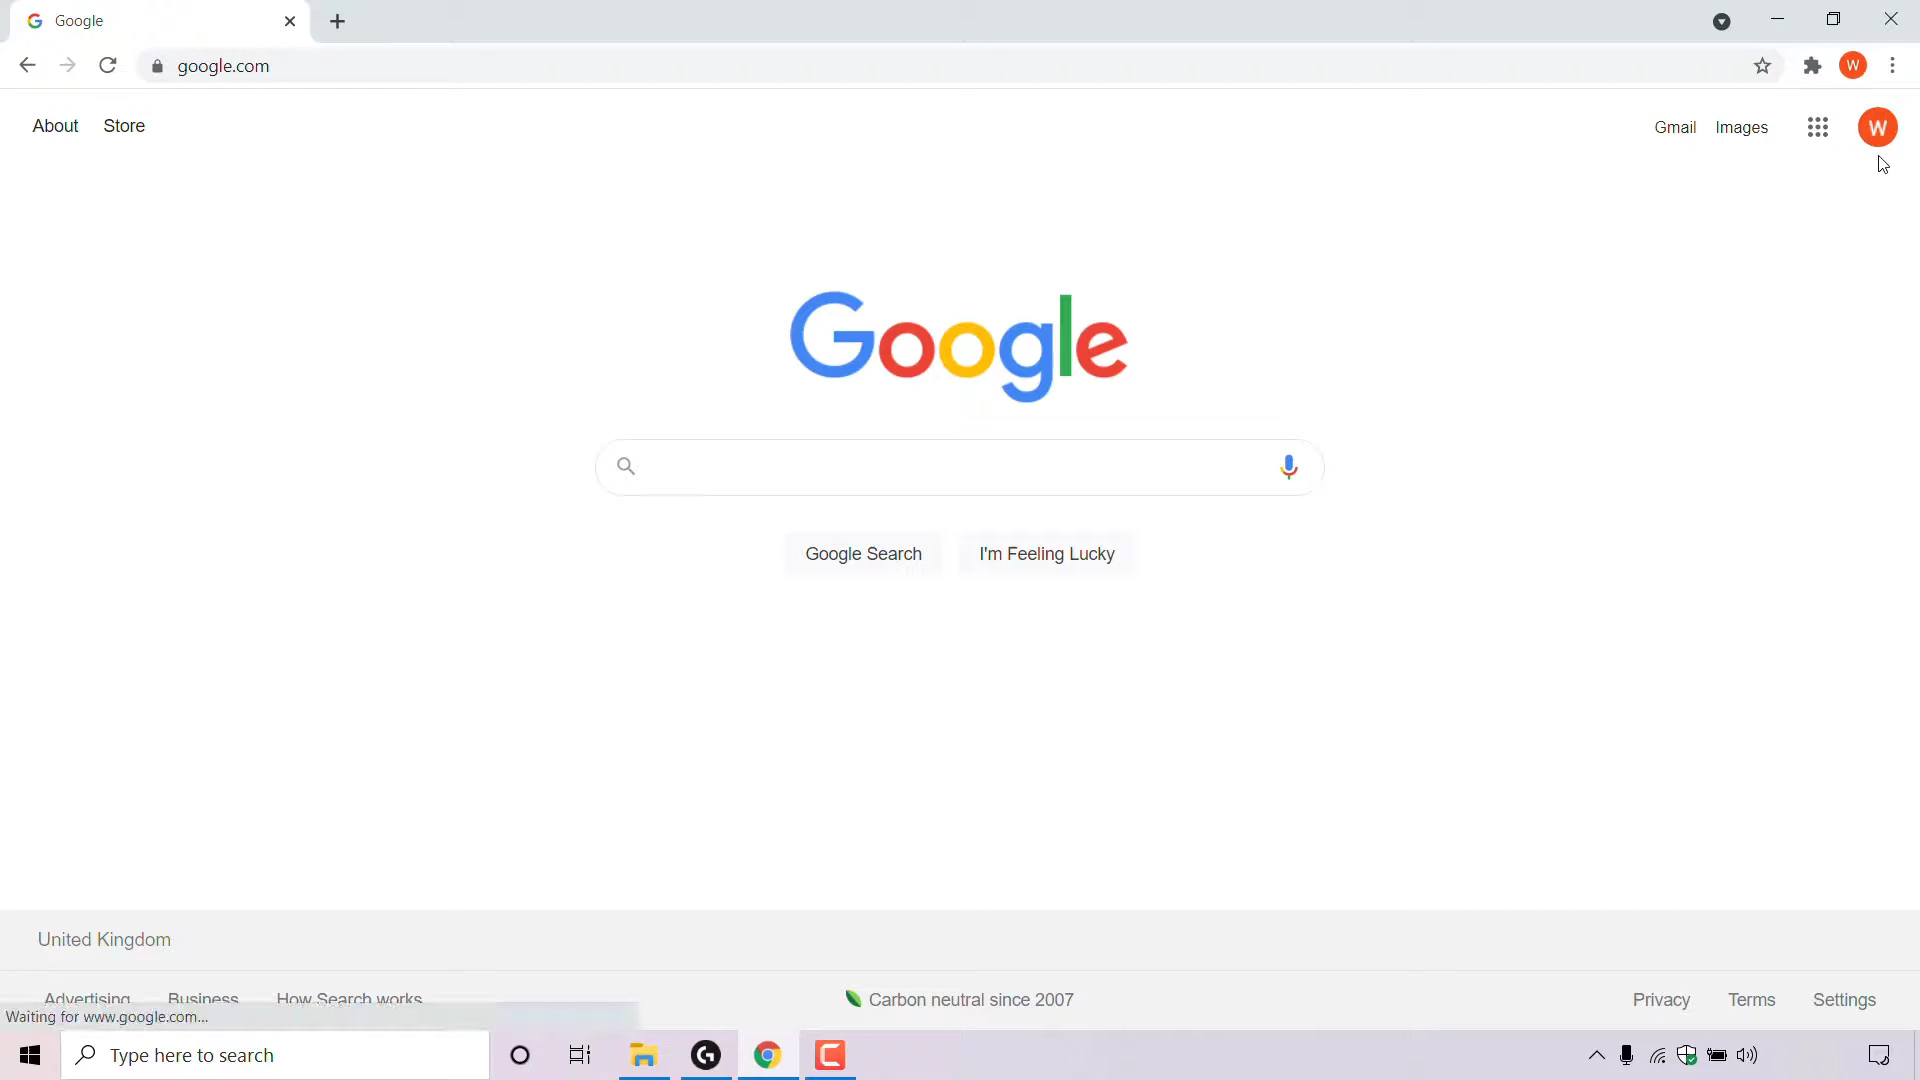 Google
google.com
W
About Store
Gmail Images
W
Google
Google Search I'm Feeling Lucky
United Kingdom
Advertising Business How Search works
Carbon neutral since 2007
Privacy Terms Settings
Waiting for www.google.com...
Type here to search